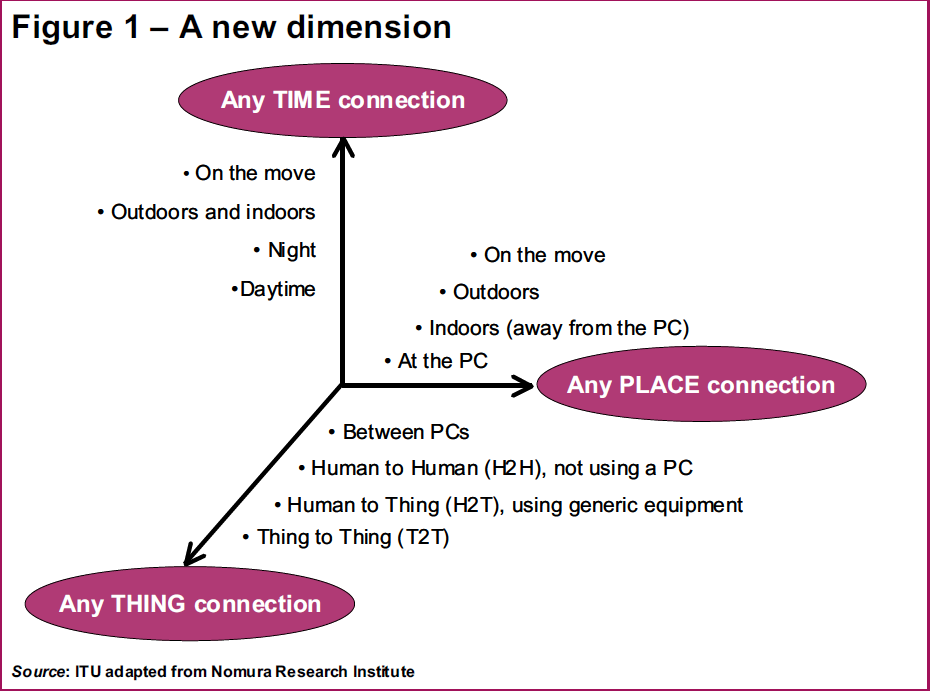 Figure 1 – A new dimension
Any TIME connection
• On the move
• Outdoors and indoors
• Night
•Daytime
• On the move
• Outdoors
• Indoors (away from the PC)
• At the PC
Any PLACE connection
• Between PCs
• Human to Human (H2H), not using a PC
• Human to Thing (H2T), using generic equipment
• Thing to Thing (T2T)
Any THING connection
Source: ITU adapted from Nomura Research Institute